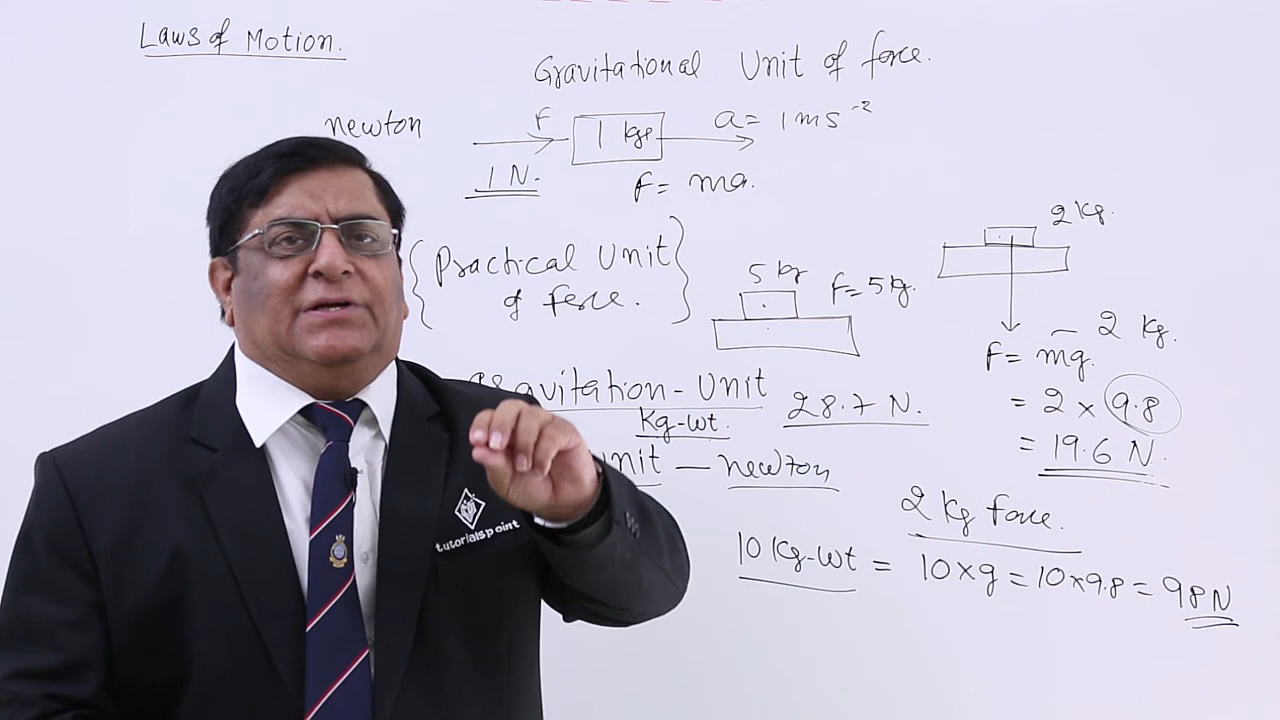 Laws of Motion.
Gravitational Unit of force.
newton
F
1 kg
a = 1 ms⁻²
1 N.
F = ma.
{Practical Unit
of force.}
5 kg
F = 5 kg.
2 kg.
2 kg.
F = mg.
= 2 × 9.8
= 19.6 N.
Gravitation-Unit
28.7 N.
Kg-wt.
unit — newton
2 Kg force.
10 Kg-wt = 10×g = 10×9.8 = 98 N
tutorialspoint